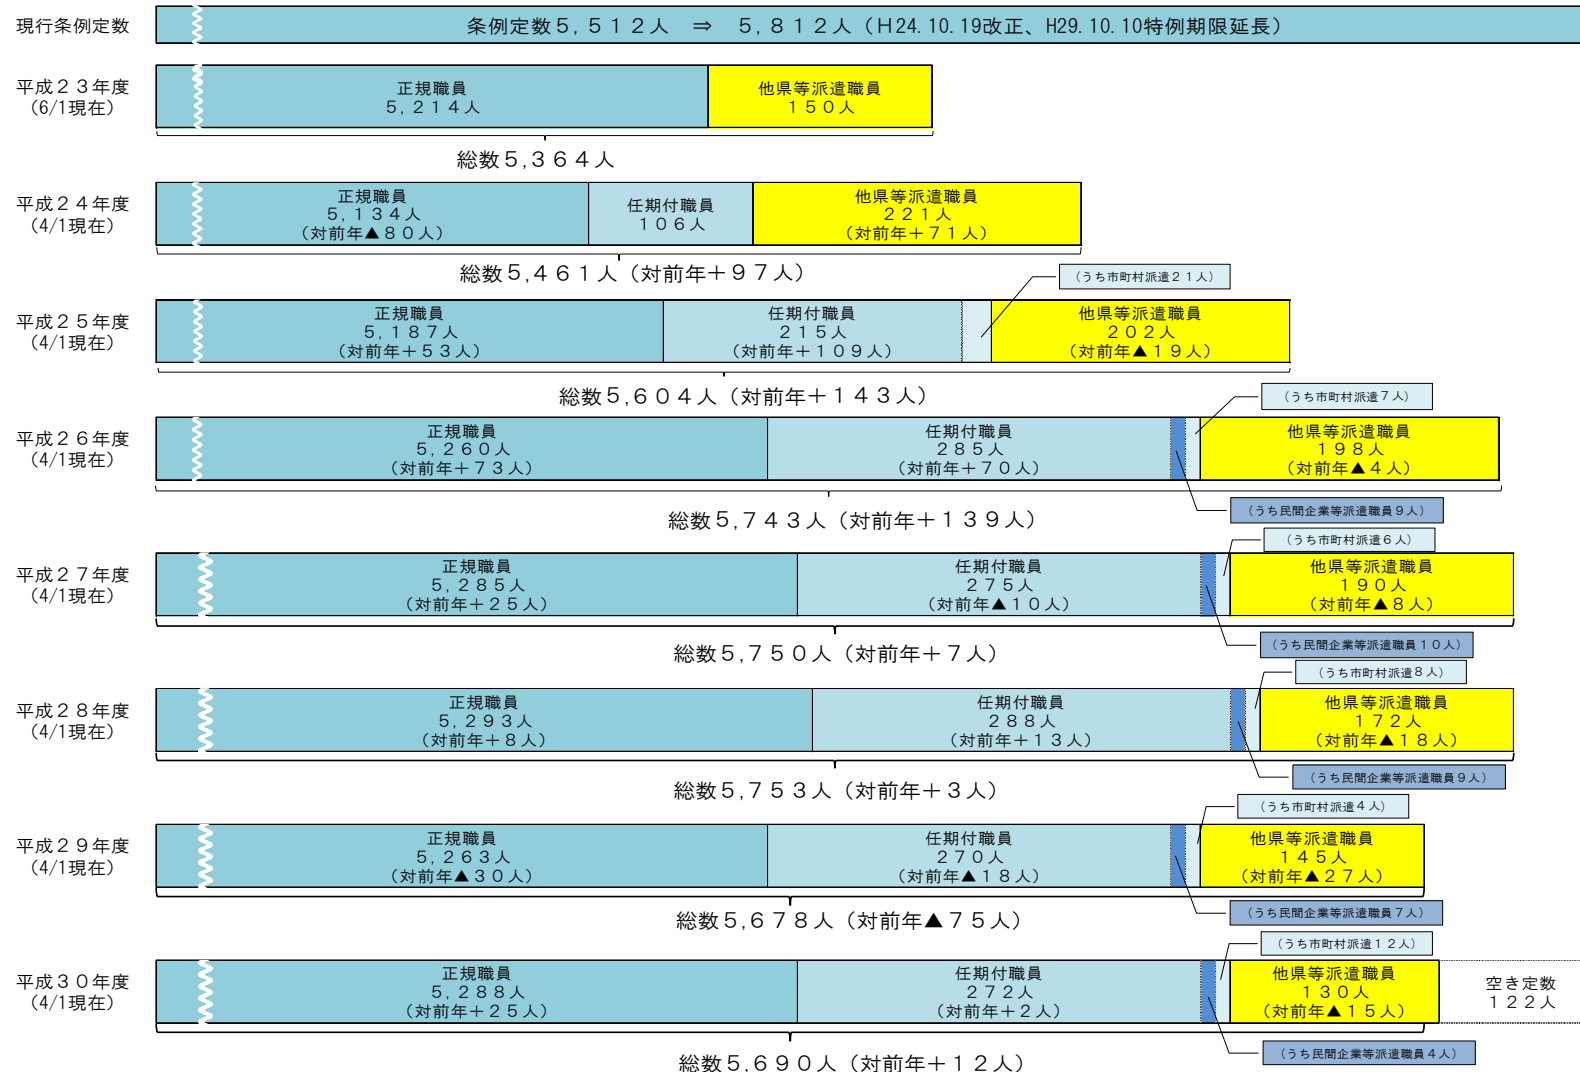 現行条例定数
条例定数5,512人 ⇒ 5,812人（H24.10.19改正、H29.10.10特例期限延長）
平成23年度
(6/1現在)
正規職員
5,214人
他県等派遣職員
150人
総数5,364人
平成24年度
(4/1現在)
正規職員
5,134人
(対前年▲80人)
任期付職員
106人
他県等派遣職員
221人
(対前年+71人)
総数5,461人（対前年＋97人）
（うち市町村派遣21人）
平成25年度
(4/1現在)
正規職員
5,187人
(対前年+53人)
任期付職員
215人
(対前年+109人)
他県等派遣職員
202人
(対前年▲19人)
総数5,604人（対前年＋143人）
（うち市町村派遣7人）
平成26年度
(4/1現在)
正規職員
5,260人
(対前年+73人)
任期付職員
285人
(対前年+70人)
他県等派遣職員
198人
(対前年▲4人)
総数5,743人（対前年＋139人）
（うち民間企業等派遣職員9人）
（うち市町村派遣6人）
平成27年度
(4/1現在)
正規職員
5,285人
(対前年+25人)
任期付職員
275人
(対前年▲10人)
他県等派遣職員
190人
(対前年▲8人)
総数5,750人（対前年＋7人）
（うち民間企業等派遣職員10人）
（うち市町村派遣8人）
平成28年度
(4/1現在)
正規職員
5,293人
(対前年+8人)
任期付職員
288人
(対前年+13人)
他県等派遣職員
172人
(対前年▲18人)
総数5,753人（対前年＋3人）
（うち民間企業等派遣職員9人）
（うち市町村派遣4人）
平成29年度
(4/1現在)
正規職員
5,263人
(対前年▲30人)
任期付職員
270人
(対前年▲18人)
他県等派遣職員
145人
(対前年▲27人)
総数5,678人（対前年▲75人）
（うち民間企業等派遣職員7人）
（うち市町村派遣12人）
平成30年度
(4/1現在)
正規職員
5,288人
(対前年+25人)
任期付職員
272人
(対前年+2人)
他県等派遣職員
130人
(対前年▲15人)
空き定数
122人
総数5,690人（対前年＋12人）
（うち民間企業等派遣職員4人）